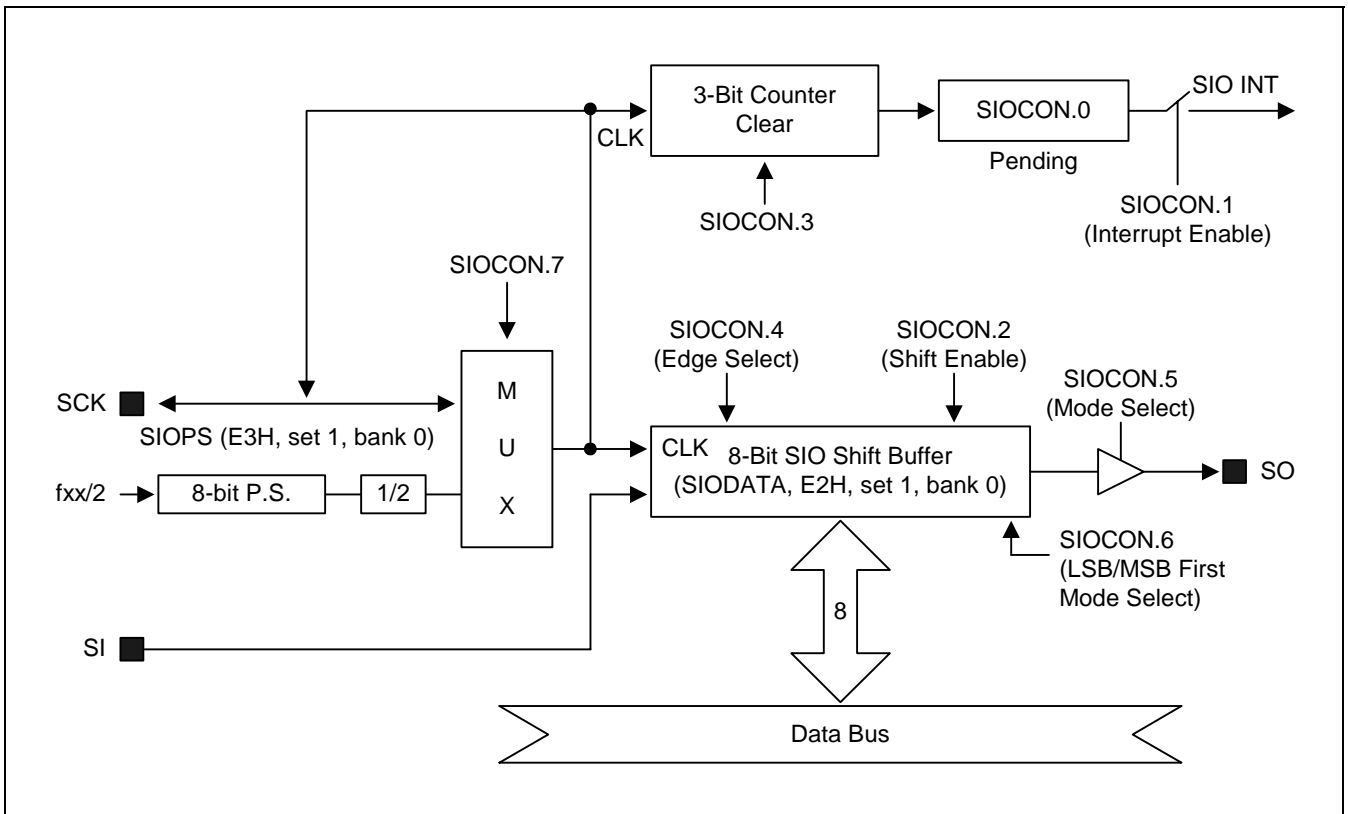 3-Bit Counter
Clear
CLK
SIOCON.0
Pending
SIO INT
SIOCON.3
SIOCON.1
(Interrupt Enable)
SIOCON.7
SIOCON.4
(Edge Select)
SIOCON.2
(Shift Enable)
SIOCON.5
(Mode Select)
SCK
SIOPS (E3H, set 1, bank 0)
fxx/2
8-bit P.S.
1/2
M
U
X
CLK
8-Bit SIO Shift Buffer
(SIODATA, E2H, set 1, bank 0)
SO
SIOCON.6
(LSB/MSB First
Mode Select)
8
SI
Data Bus